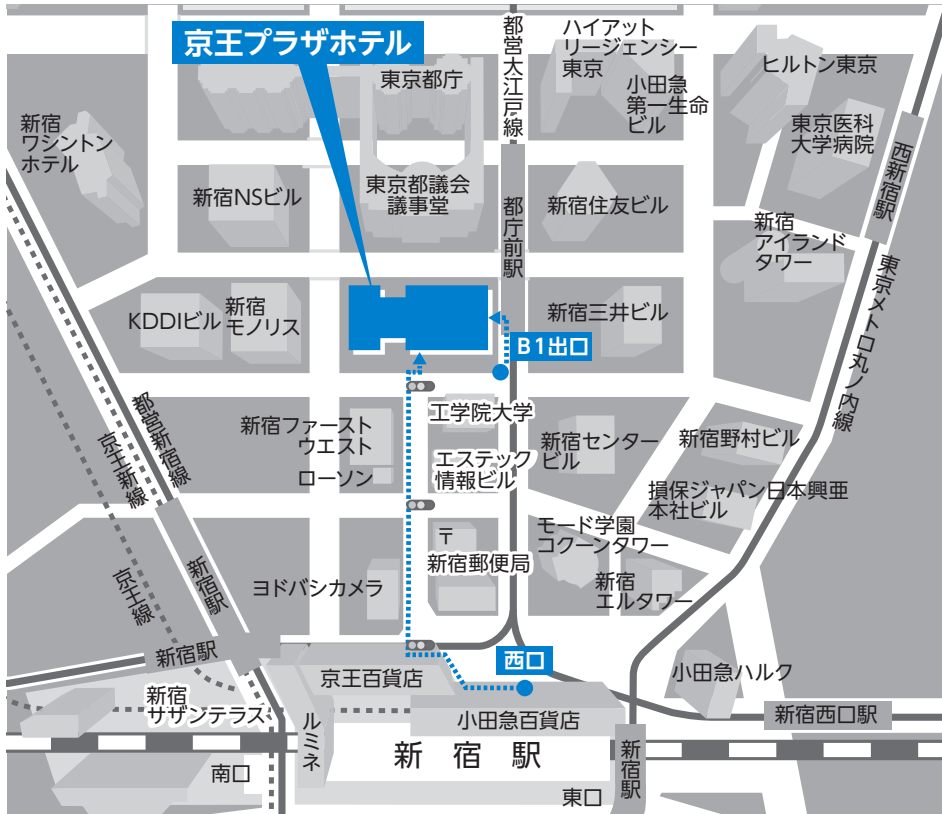 京王プラザホテル
都営大江戸線
ハイアット
リージェンシー
東京
東京都庁
小田急
第一生命
ビル
ヒルトン東京
新宿
ワシントン
ホテル
東京医科
大学病院
西新宿駅
新宿NSビル
東京都議会
議事堂
都庁前駅
新宿住友ビル
新宿
アイランド
タワー
東京メトロ丸ノ内線
KDDIビル
新宿
モノリス
新宿三井ビル
B1出口
都営新宿線
京王新線
新宿ファースト
ウエスト
ローソン
工学院大学
エステック
情報ビル
新宿センター
ビル
新宿野村ビル
損保ジャパン日本興亜
本社ビル
〒
新宿郵便局
モード学園
コクーンタワー
新宿
エルタワー
京王線
新宿駅
ヨドバシカメラ
新宿駅
京王百貨店
西口
小田急ハルク
新宿
サザンテラス
ルミネ
小田急百貨店
新宿西口駅
新宿駅
新宿駅
南口
東口